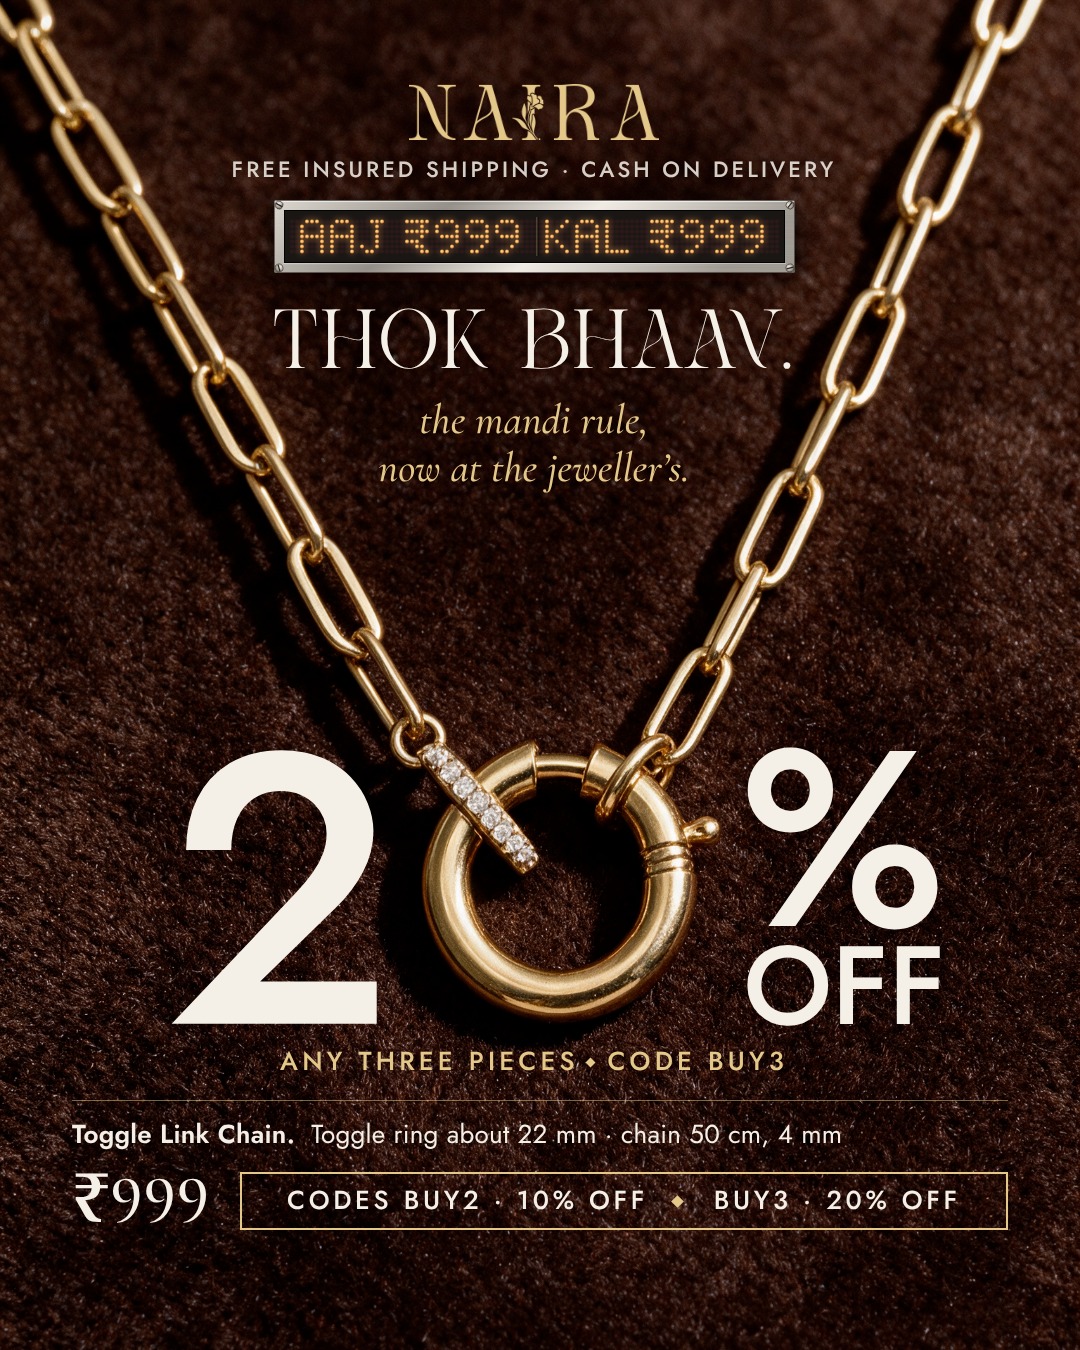 NAIRA
FREE INSURED SHIPPING · CASH ON DELIVERY
AAJ ₹999 KAL ₹999
THOK BHAAV.
the mandi rule,
now at the jeweller's.
2 %
OFF
ANY THREE PIECES ◆ CODE BUY3
Toggle Link Chain. Toggle ring about 22 mm · chain 50 cm, 4 mm
₹999 CODES BUY2 · 10% OFF ◆ BUY3 · 20% OFF